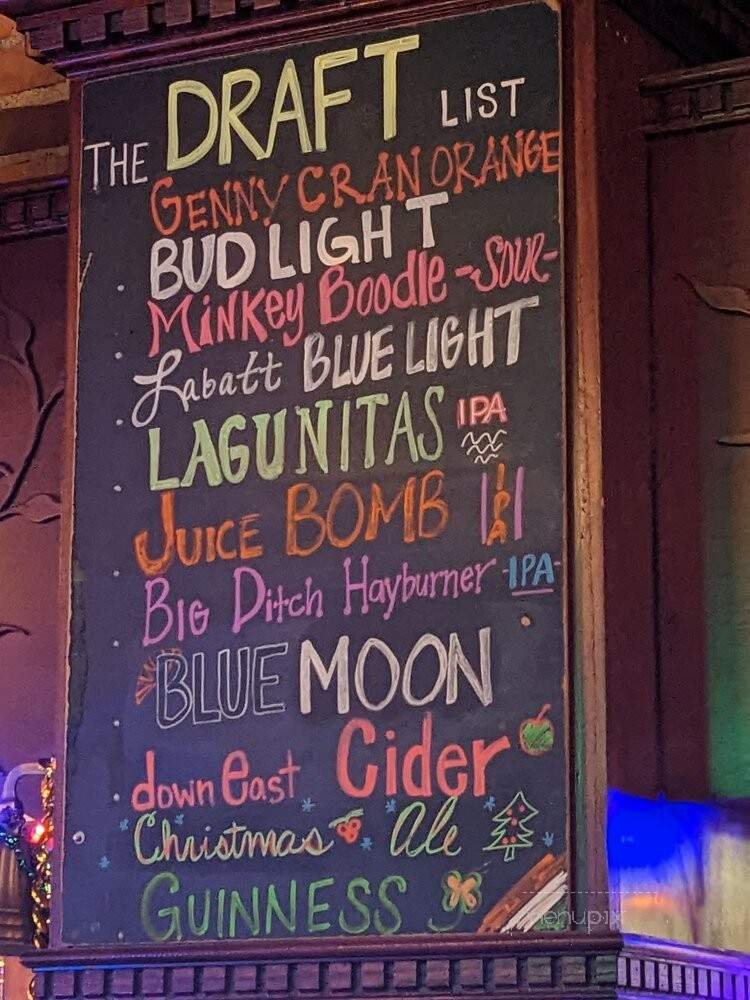 THE DRAFT LIST
GENNY CRAN ORANGE
BUD LIGHT
MiNKey Boodle -SOUR-
Labatt BLUE LIGHT
LAGUNITAS IPA
JUICE BOMB IPA
BIG Ditch Hayburner IPA
BLUE MOON
down east Cider
Christmas Ale
GUINNESS
menupix